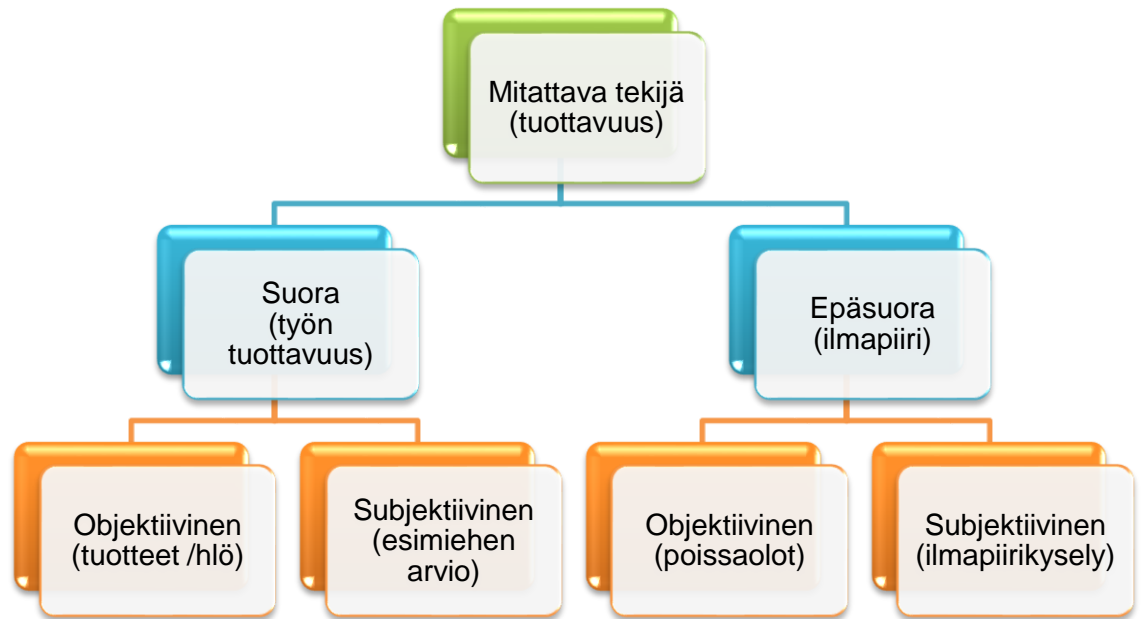 Mitattava tekijä
(tuottavuus)
Suora
(työn
tuottavuus)
Epäsuora
(ilmapiiri)
Objektiivinen
(tuotteet /hlö)
Subjektiivinen
(esimiehen
arvio)
Objektiivinen
(poissaolot)
Subjektiivinen
(ilmapiirikysely)